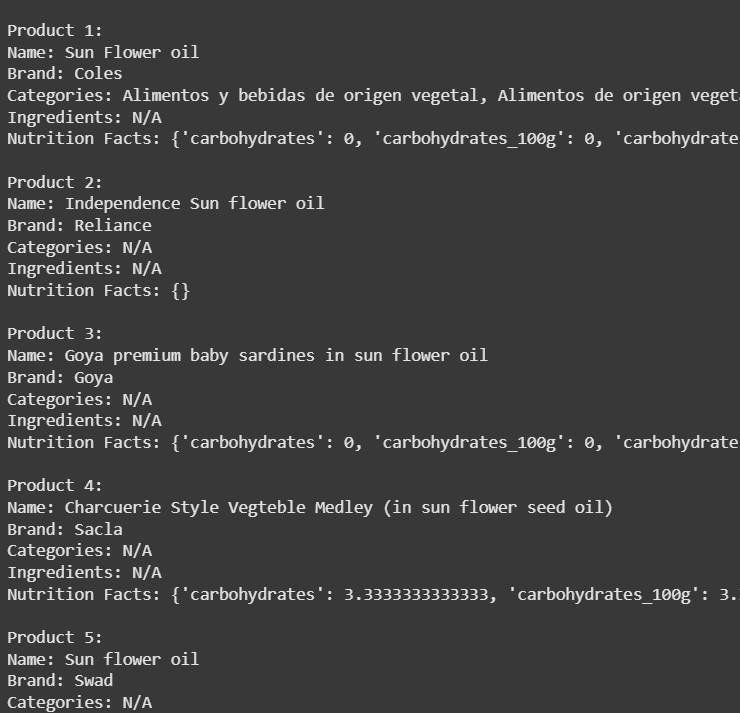 Product 1:
Name: Sun Flower oil
Brand: Coles
Categories: Alimentos y bebidas de origen vegetal, Alimentos de origen veget
Ingredients: N/A
Nutrition Facts: {'carbohydrates': 0, 'carbohydrates_100g': 0, 'carbohydrate
Product 2:
Name: Independence Sun flower oil
Brand: Reliance
Categories: N/A
Ingredients: N/A
Nutrition Facts: {}
Product 3:
Name: Goya premium baby sardines in sun flower oil
Brand: Goya
Categories: N/A
Ingredients: N/A
Nutrition Facts: {'carbohydrates': 0, 'carbohydrates_100g': 0, 'carbohydrate
Product 4:
Name: Charcuerie Style Vegteble Medley (in sun flower seed oil)
Brand: Sacla
Categories: N/A
Ingredients: N/A
Nutrition Facts: {'carbohydrates': 3.3333333333333, 'carbohydrates_100g': 3.
Product 5:
Name: Sun flower oil
Brand: Swad
Categories: N/A